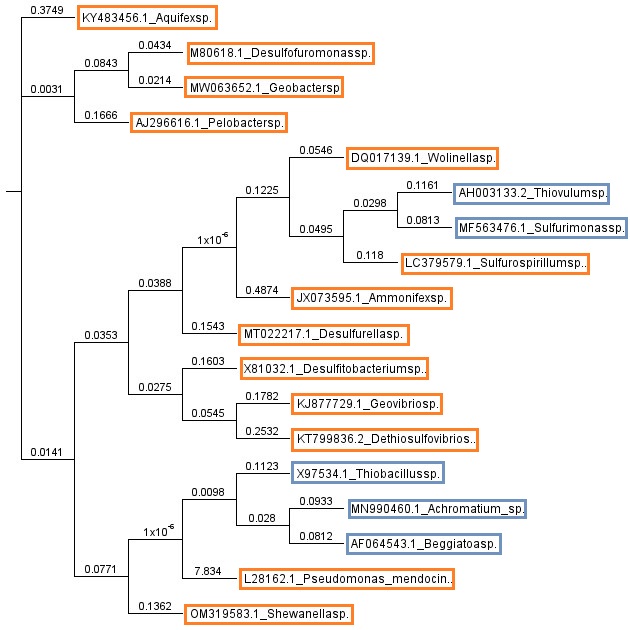 0.3749
KY483456.1_Aquifexsp.
0.0434
M80618.1_Desulfofuromonassp.
0.0843
0.0214
MW063652.1_Geobactersp
0.0031
0.1666
AJ296616.1_Pelobactersp.
0.0546
DQ017139.1_Wolinellasp.
0.1225
0.1161
AH003133.2_Thiovulumsp.
0.0298
0.0813
MF563476.1_Sulfurimonassp.
0.0495
0.118
LC379579.1_Sulfurospirillumsp..
1x10-6
0.4874
JX073595.1_Ammonifexsp.
0.0388
0.1543
MT022217.1_Desulfurellasp.
0.0353
0.1603
X81032.1_Desulfitobacteriumsp..
0.0275
0.1782
KJ877729.1_Geovibriosp.
0.0545
0.2532
KT799836.2_Dethiosulfovibrios..
0.0141
0.1123
X97534.1_Thiobacillussp.
0.0098
0.0933
MN990460.1_Achromatium_sp.
0.028
0.0812
AF064543.1_Beggiatoasp.
1x10-6
7.834
L28162.1_Pseudomonas_mendocin..
0.0771
0.1362
OM319583.1_Shewanellasp.